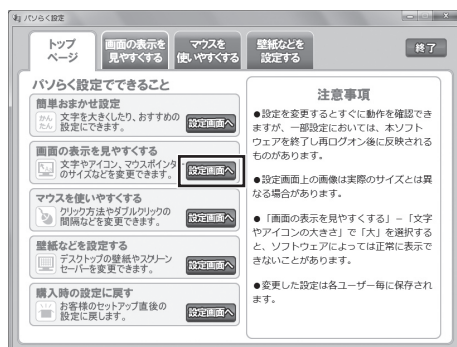 パソらく設定
トップ
ページ
画面の表示を
見やすくする
マウスを
使いやすくする
壁紙などを
設定する
終了
パソらく設定でできること
簡単おまかせ設定
かん
たん
文字を大きくしたり、おすすめの
設定にできます。
設定画面へ
画面の表示を見やすくする
文字やアイコン、マウスポインター
のサイズなどを変更できます。
設定画面へ
マウスを使いやすくする
クリック方法やダブルクリックの
間隔などを変更できます。
設定画面へ
壁紙などを設定する
デスクトップの壁紙やスクリーン
セーバーを変更できます。
設定画面へ
購入時の設定に戻す
お客様のセットアップ直後の
設定に戻します。
設定画面へ
注意事項
●設定を変更するとすぐに動作を確認でき
ますが、一部設定においては、本ソフト
ウェアを終了し再ログオン後に反映される
ものがあります。
●設定画面上の画像は実際のサイズとは異
なる場合があります。
●「画面の表示を見やすくする」－「文字
やアイコンの大きさ」で「大」を選択する
と、ソフトウェアによっては正常に表示で
きないことがあります。
●変更した設定は各ユーザー毎に保存され
ます。